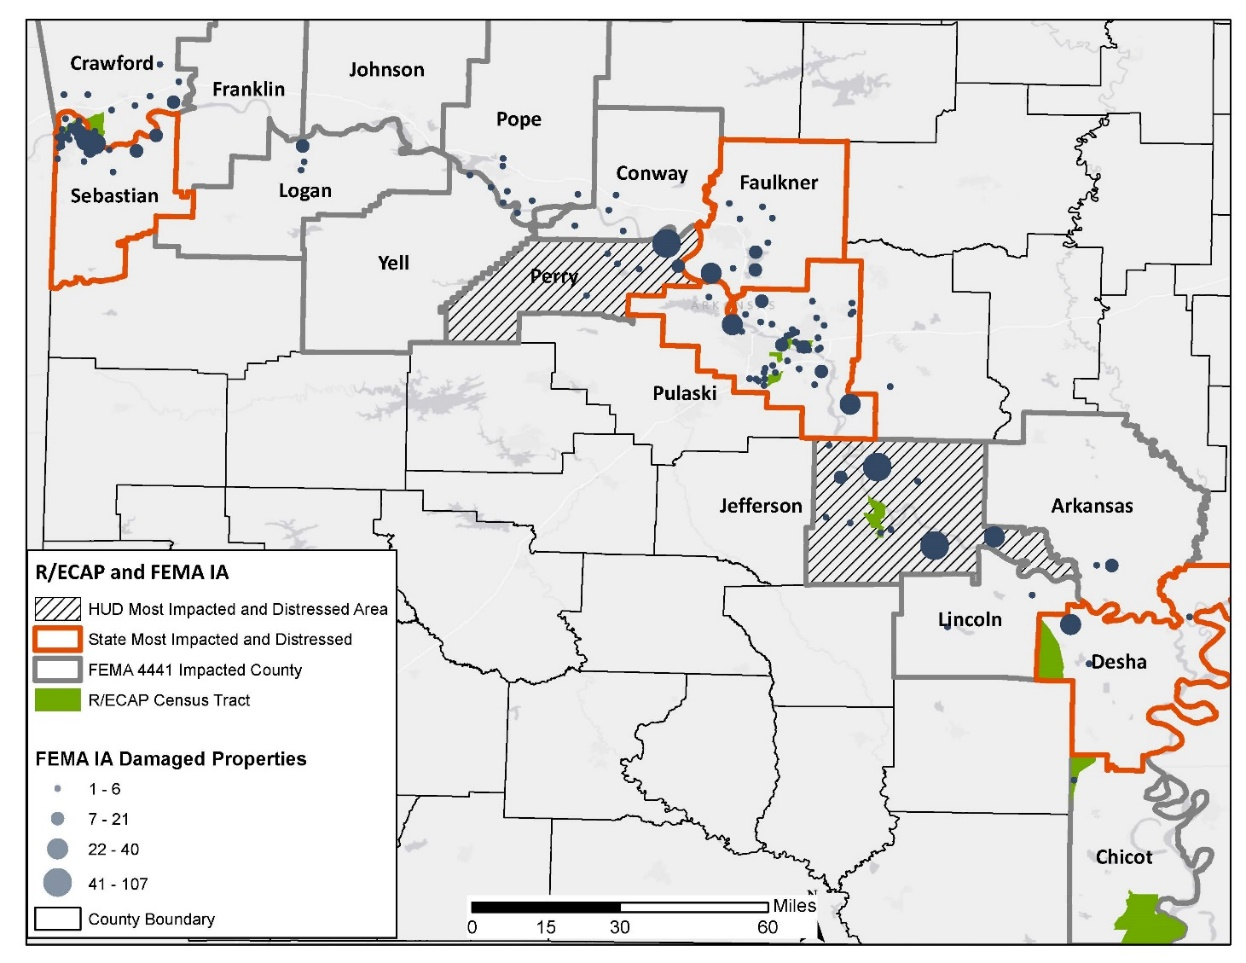 Crawford
Franklin
Johnson
Pope
Conway
Faulkner
Sebastian
Logan
Yell
Perry
ARKANSAS
Pulaski
Jefferson
Arkansas
Lincoln
Desha
Chicot
R/ECAP and FEMA IA
HUD Most Impacted and Distressed Area
State Most Impacted and Distressed
FEMA 4441 Impacted County
R/ECAP Census Tract
FEMA IA Damaged Properties
1 - 6
7 - 21
22 - 40
41 - 107
County Boundary
Miles
0 15 30 60